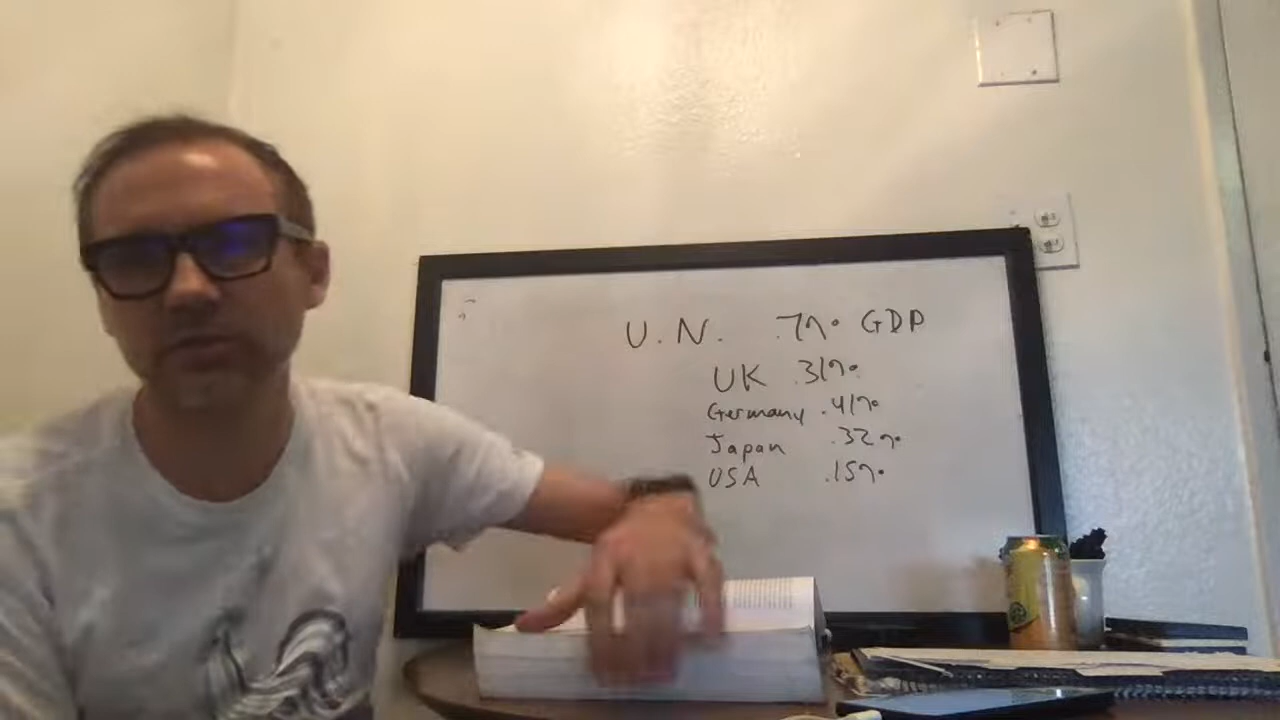 U.N. .7% GDP
UK .31%
Germany .41%
Japan .32%
USA .15%